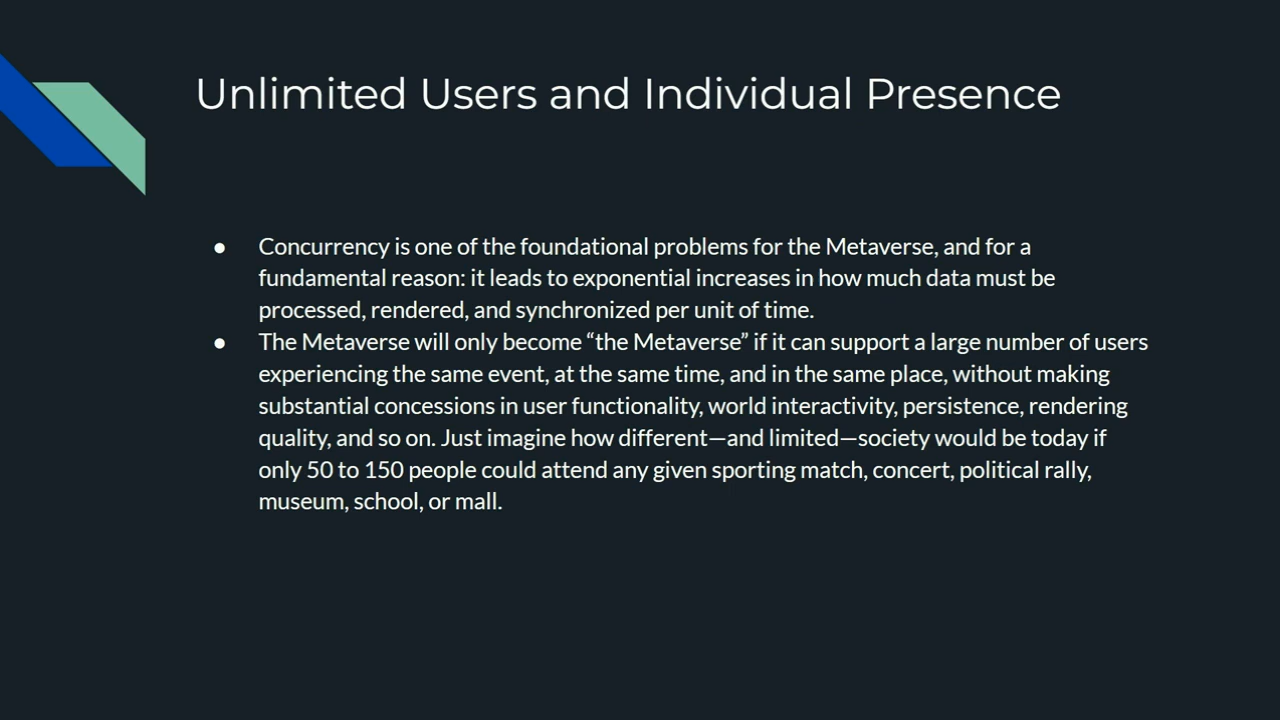 Unlimited Users and Individual Presence
● Concurrency is one of the foundational problems for the Metaverse, and for a
fundamental reason: it leads to exponential increases in how much data must be
processed, rendered, and synchronized per unit of time.
● The Metaverse will only become “the Metaverse” if it can support a large number of users
experiencing the same event, at the same time, and in the same place, without making
substantial concessions in user functionality, world interactivity, persistence, rendering
quality, and so on. Just imagine how different—and limited—society would be today if
only 50 to 150 people could attend any given sporting match, concert, political rally,
museum, school, or mall.